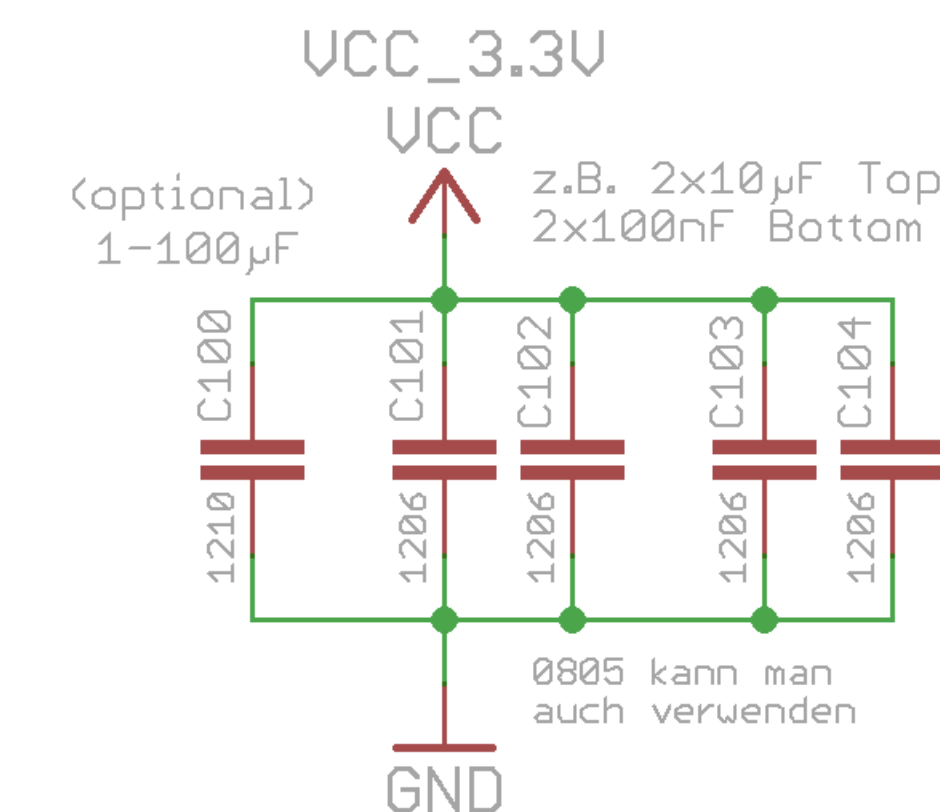 VCC_3.3V
VCC
(optional)
1-100µF
z.B. 2x10µF Top
2x100nF Bottom
C100
C101
C102
C103
C104
1210
1206
1206
1206
1206
0805 kann man
auch verwenden
GND